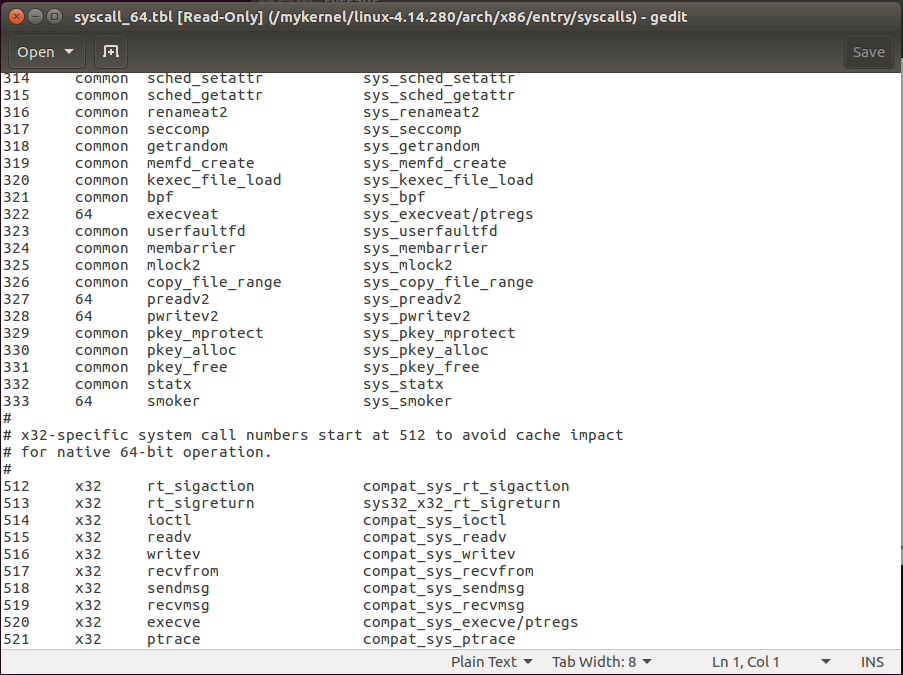 syscall_64.tbl [Read-Only] (/mykernel/linux-4.14.280/arch/x86/entry/syscalls) - gedit
Open Save
314 common sched_setattr sys_sched_setattr
315 common sched_getattr sys_sched_getattr
316 common renameat2 sys_renameat2
317 common seccomp sys_seccomp
318 common getrandom sys_getrandom
319 common memfd_create sys_memfd_create
320 common kexec_file_load sys_kexec_file_load
321 common bpf sys_bpf
322 64 execveat sys_execveat/ptregs
323 common userfaultfd sys_userfaultfd
324 common membarrier sys_membarrier
325 common mlock2 sys_mlock2
326 common copy_file_range sys_copy_file_range
327 64 preadv2 sys_preadv2
328 64 pwritev2 sys_pwritev2
329 common pkey_mprotect sys_pkey_mprotect
330 common pkey_alloc sys_pkey_alloc
331 common pkey_free sys_pkey_free
332 common statx sys_statx
333 64 smoker sys_smoker
#
# x32-specific system call numbers start at 512 to avoid cache impact
# for native 64-bit operation.
#
512 x32 rt_sigaction compat_sys_rt_sigaction
513 x32 rt_sigreturn sys32_x32_rt_sigreturn
514 x32 ioctl compat_sys_ioctl
515 x32 readv compat_sys_readv
516 x32 writev compat_sys_writev
517 x32 recvfrom compat_sys_recvfrom
518 x32 sendmsg compat_sys_sendmsg
519 x32 recvmsg compat_sys_recvmsg
520 x32 execve compat_sys_execve/ptregs
521 x32 ptrace compat_sys_ptrace
Plain Text Tab Width: 8 Ln 1, Col 1 INS